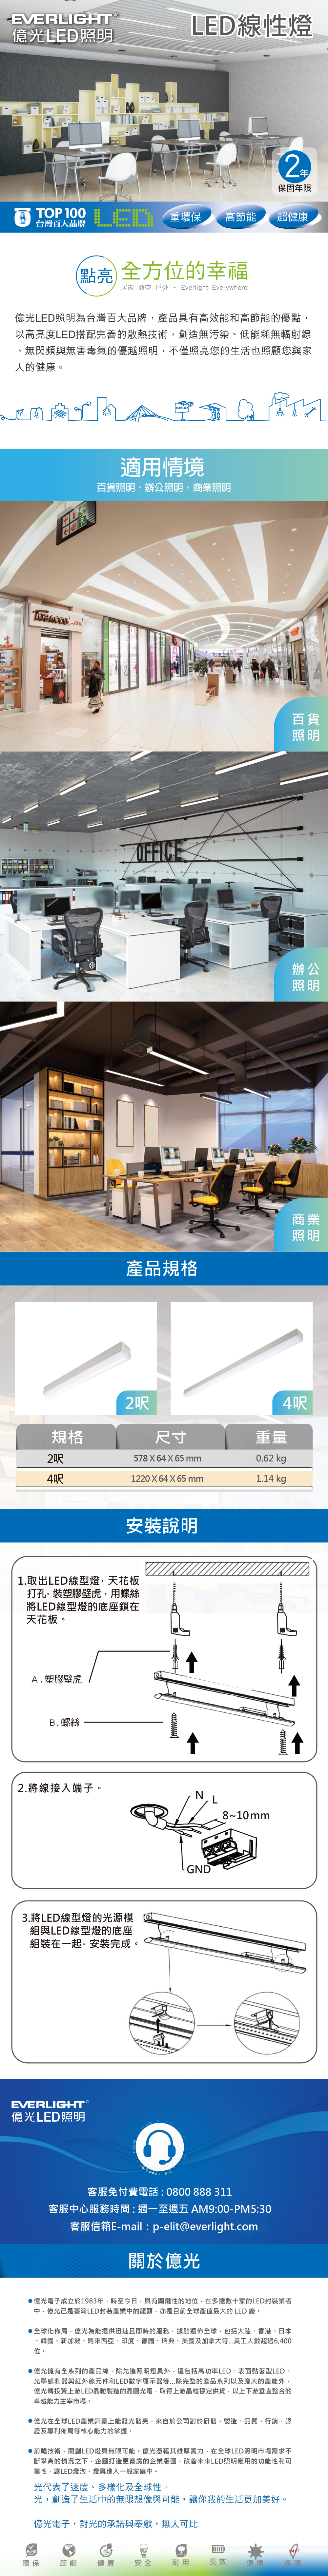 EVERLIGHT®
億光LED照明
LED線性燈
2年
保固年限
TOP 100
台灣百大品牌
LED
重環保
高節能
超健康
點亮
全方位的幸福
居家 商空 戶外 • Everlight Everywhere
億光LED照明為台灣百大品牌，產品具有高效能和高節能的優點，
以高亮度LED搭配完善的散熱技術，創造無污染、低能耗無輻射線
、無閃頻與無害毒氣的優越照明，不僅照亮您的生活也照顧您與家
人的健康。
適用情境
百貨照明、辦公照明、商業照明
百貨
照明
OFFICE
辦公
照明
商業
照明
產品規格
2呎
4呎
規格 尺寸 重量
2呎 578 X 64 X 65 mm 0.62 kg
4呎 1220 X 64 X 65 mm 1.14 kg
安裝說明
1.取出LED線型燈，天花板
打孔，裝塑膠壁虎，用螺絲
將LED線型燈的底座鎖在
天花板。
A . 塑膠壁虎
B . 螺絲
2.將線接入端子。
N
L
8~10mm
GND
3.將LED線型燈的光源模
組與LED線型燈的底座
組裝在一起，安裝完成。
EVERLIGHT®
億光LED照明
客服免付費電話 : 0800 888 311
客服中心服務時間 : 週一至週五 AM9:00-PM5:30
客服信箱E-mail : p-elit@everlight.com
關於億光
●億光電子成立於1983年，時至今日，具有關鍵性的地位，在多達數十家的LED封裝業者
中，億光已是臺灣LED封裝產業中的龍頭，亦是目前全球產值最大的 LED 廠。
●全球化佈局，億光為能提供迅速且即時的服務，據點遍佈全球，包括大陸、香港、日本
、韓國、新加坡、馬來西亞、印度、德國、瑞典、美國及加拿大等...員工人數超過6,400
位。
●億光擁有全系列的產品線，除先進照明燈具外，還包括高功率LED、表面黏著型LED、
光學感測器與紅外線元件和LED數字顯示器等...除完整的產品系列以及龐大的產能外，
億光轉投資上游LED晶粒製造的晶圓光電，取得上游晶粒穩定供貨，以上下游垂直整合的
卓越能力主宰市場。
●億光在全球LED產業舞臺上能發光發亮，來自於公司對於研發、製造、品質、行銷、認
證及專利佈局等核心能力的掌握。
●前瞻技術，開創LED燈具無限可能。億光憑藉其雄厚實力，在全球LED照明市場需求不
斷攀高的情況之下，企圖打造更寬廣的企業版圖，改善未來LED照明應用的功能性和可
靠性，讓LED燈泡、燈具進入一般家庭中。
光代表了速度、多樣化及全球性。
光，創造了生活中的無限想像與可能，讓你我的生活更加美好。
億光電子，對光的承諾與奉獻，無人可比
環保 節能 健康 安全 耐用 長效